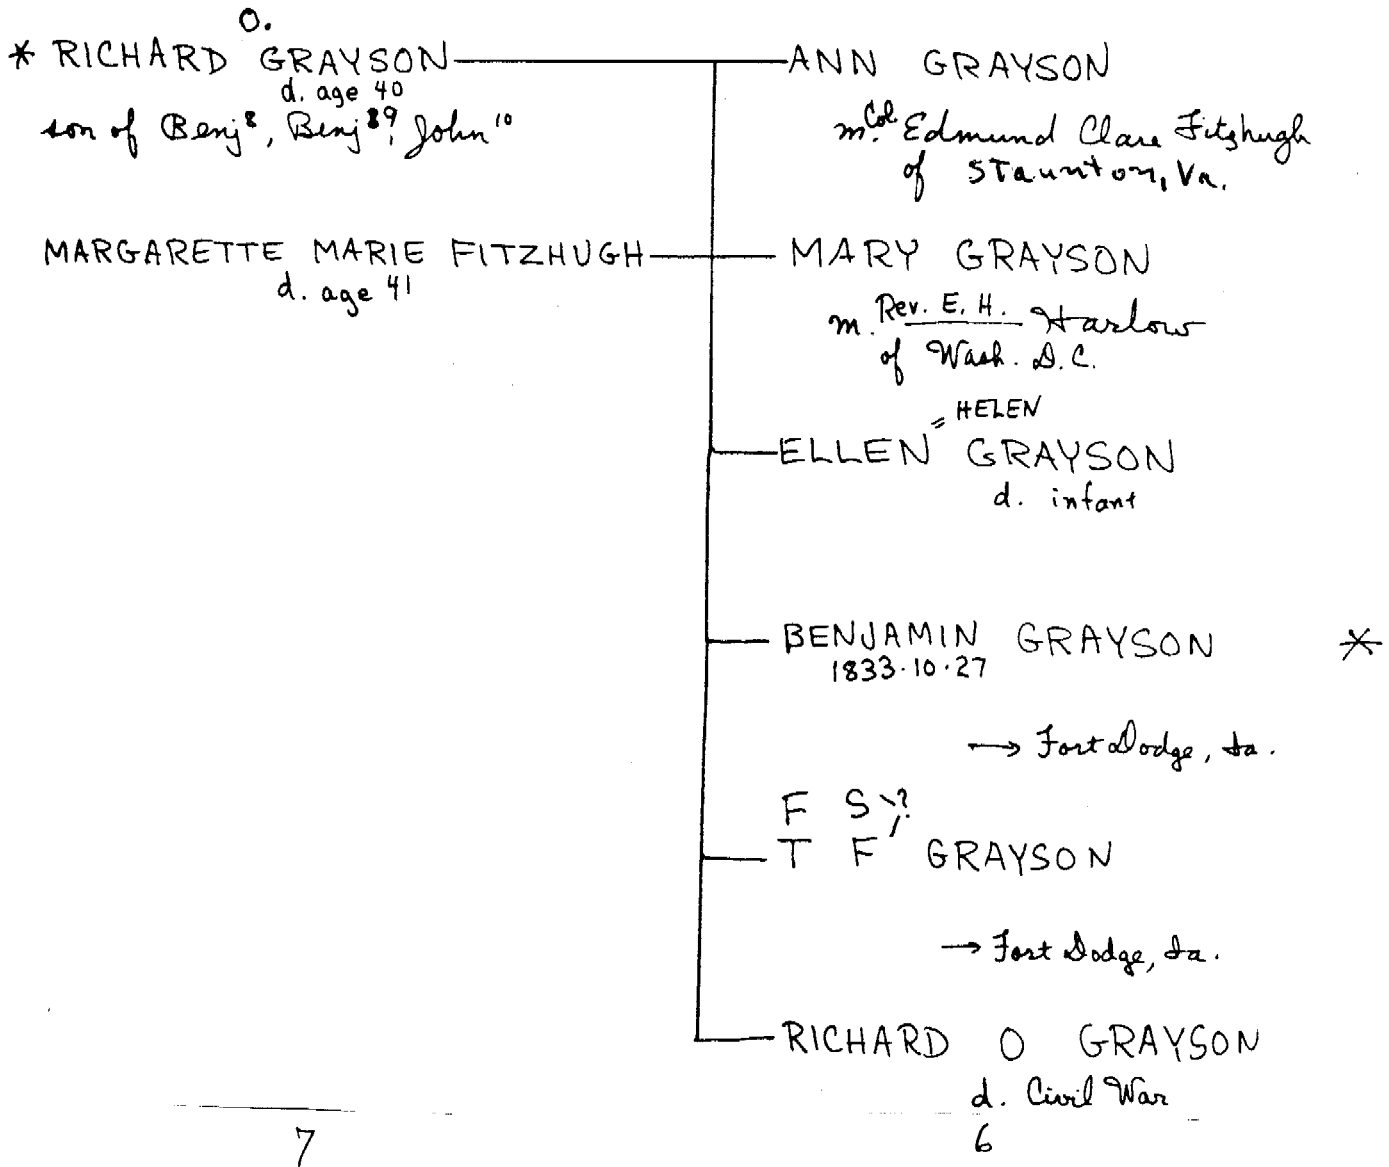 * RICHARD O. GRAYSON
d. age 40
son of Benj⁸, Benj⁹, John¹⁰
MARGARETTE MARIE FITZHUGH
d. age 41
ANN GRAYSON
m. Col. Edmund Clare Fitzhugh
of Staunton, Va.
MARY GRAYSON
m. Rev. E. H. Harlow
of Wash. D.C.
= HELEN
ELLEN GRAYSON
d. infant
BENJAMIN GRAYSON *
1833·10·27
→ Fort Dodge, Ia.
F S ?
T F GRAYSON
→ Fort Dodge, Ia.
RICHARD O GRAYSON
d. Civil War
7
6